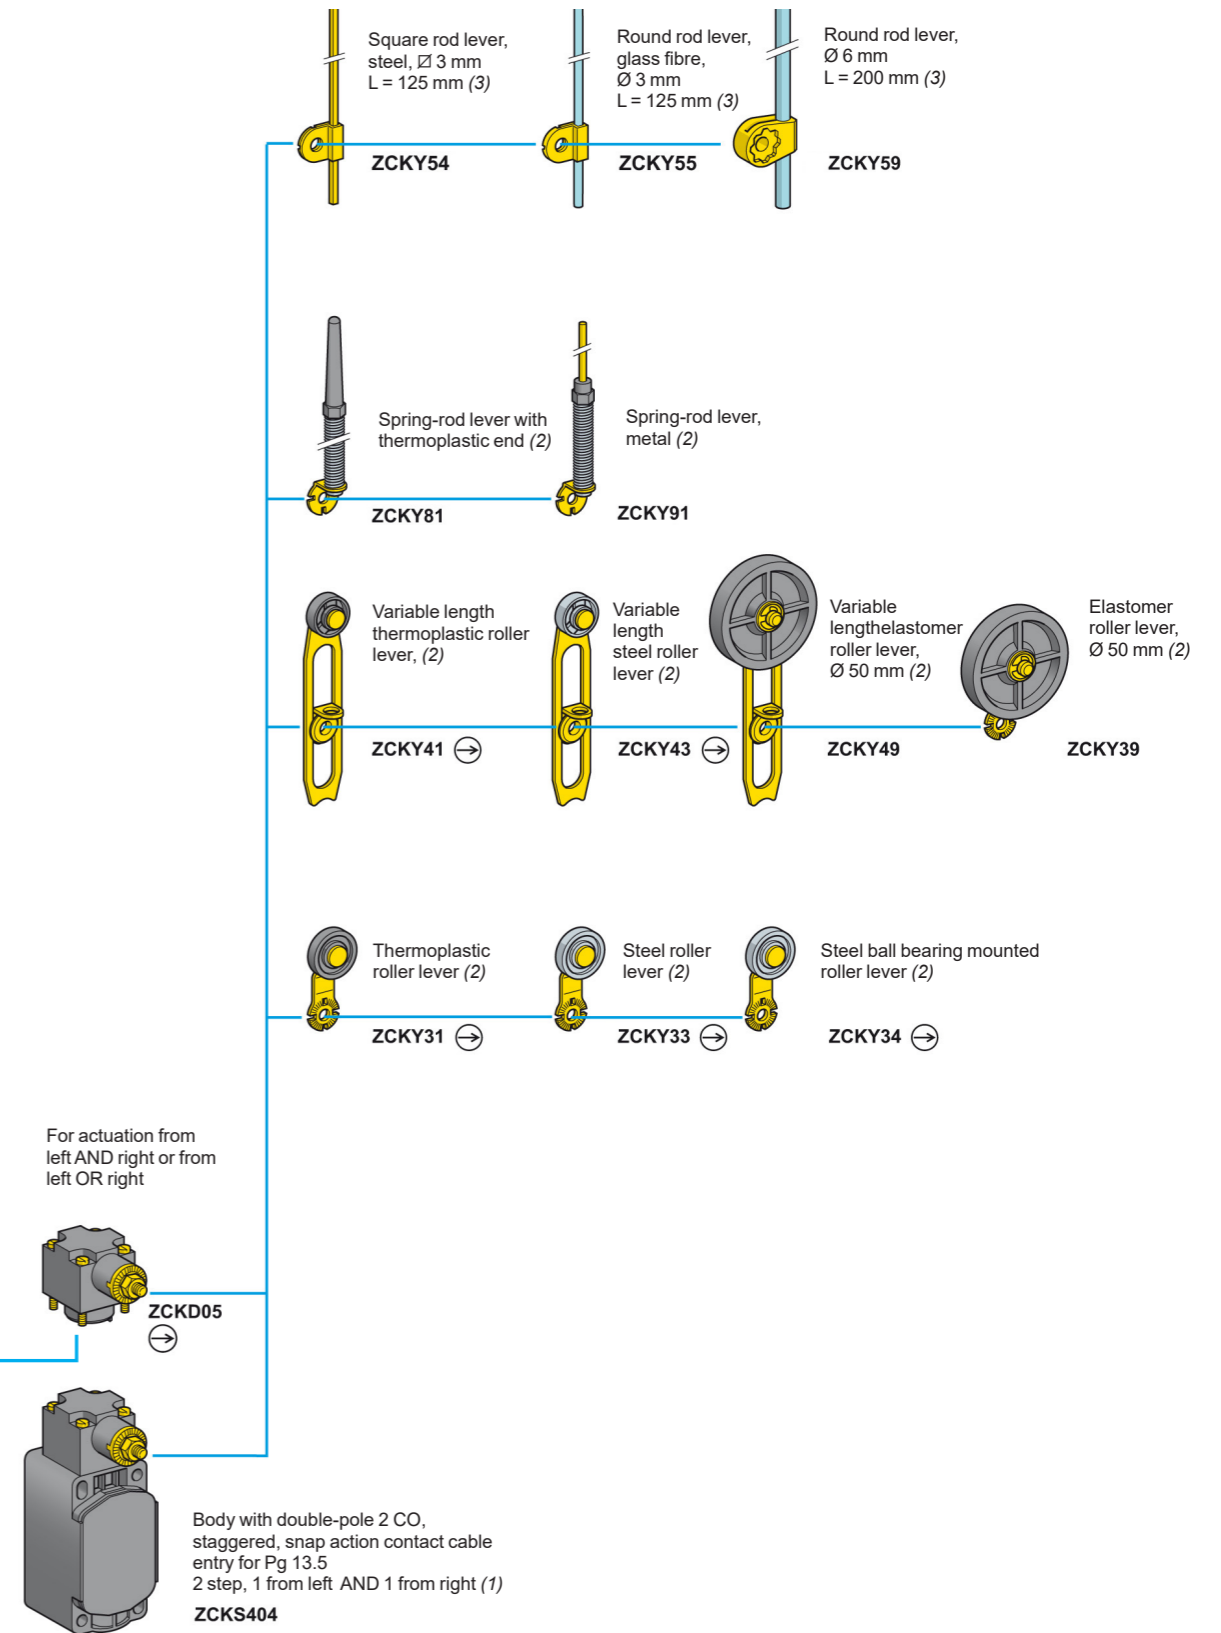 Square rod lever,
steel, ⌀ 3 mm
L = 125 mm (3)
ZCKY54
Round rod lever,
glass fibre,
Ø 3 mm
L = 125 mm (3)
ZCKY55
Round rod lever,
Ø 6 mm
L = 200 mm (3)
ZCKY59
Spring-rod lever with
thermoplastic end (2)
ZCKY81
Spring-rod lever,
metal (2)
ZCKY91
Variable length
thermoplastic roller
lever, (2)
ZCKY41
Variable
length
steel roller
lever (2)
ZCKY43
Variable
lengthelastomer
roller lever,
Ø 50 mm (2)
ZCKY49
Elastomer
roller lever,
Ø 50 mm (2)
ZCKY39
Thermoplastic
roller lever (2)
ZCKY31
Steel roller
lever (2)
ZCKY33
Steel ball bearing mounted
roller lever (2)
ZCKY34
For actuation from
left AND right or from
left OR right
ZCKD05
Body with double-pole 2 CO,
staggered, snap action contact cable
entry for Pg 13.5
2 step, 1 from left AND 1 from right (1)
ZCKS404